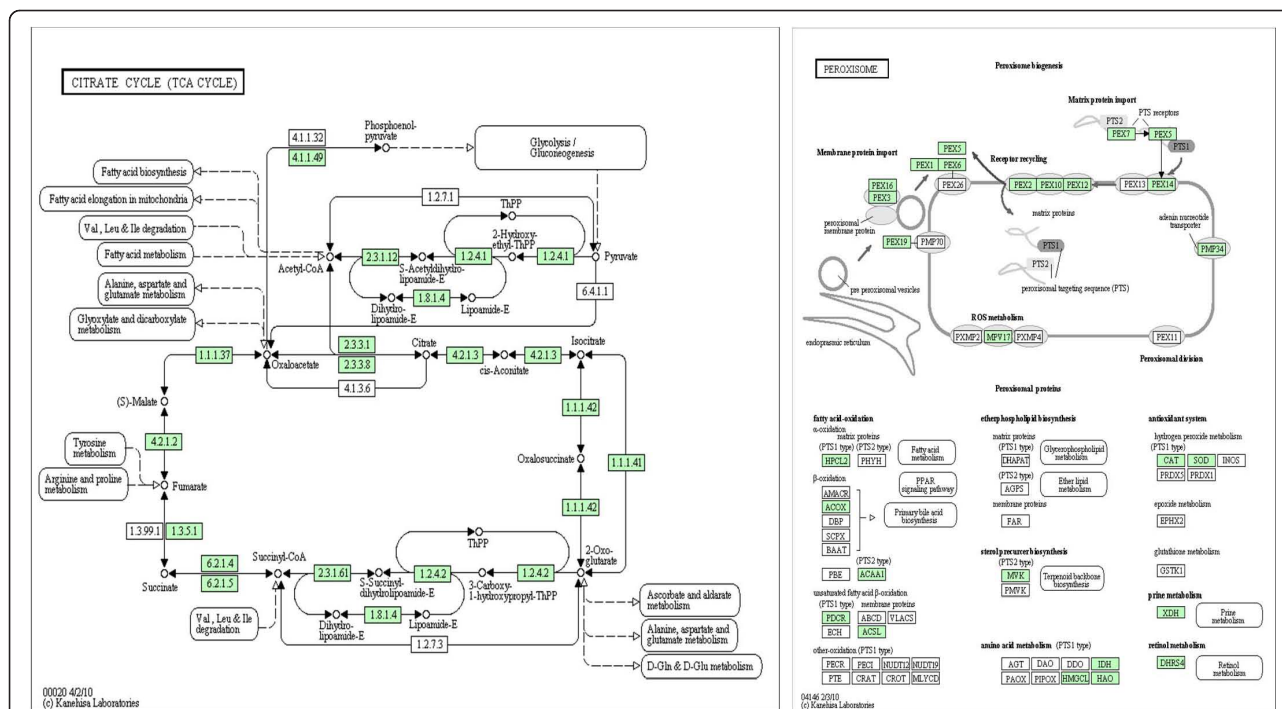 CITRATE CYCLE (TCA CYCLE)
4.1.1.32
4.1.1.49
Phosphoenol-
pyruvate
Glycolysis /
Gluconeogenesis
Fatty acid biosynthesis
Fatty acid elongation in mitochondria
Val, Leu & Ile degradation
Fatty acid metabolism
Alanine, aspartate and
glutamate metabolism
Glyoxylate and dicarboxylate
metabolism
1.2.7.1
ThPP
2-Hydroxy-
ethyl-ThPP
Acetyl-CoA
2.3.1.12
S-Acetyldihydro-
lipoamide-E
1.2.4.1
1.2.4.1
Pyruvate
1.8.1.4
Dihydro-
lipoamide-E
Lipoamide-E
6.4.1.1
1.1.1.37
Oxaloacetate
2.3.3.1
2.3.3.8
4.1.3.6
Citrate
4.2.1.3
cis-Aconitate
4.2.1.3
Isocitrate
(S)-Malate
4.2.1.2
Tyrosine
metabolism
Arginine and proline metabolism
Fumarate
1.3.99.1
1.3.5.1
1.1.1.42
Oxalosuccinate
1.1.1.41
1.1.1.42
Succinate
6.2.1.4
6.2.1.5
Succinyl-CoA
2.3.1.61
S-Succinyl-
dihydrolipoamide-E
ThPP
1.2.4.2
3-Carboxy-
1-hydroxypropyl-ThPP
1.2.4.2
2-Oxo-
glutarate
1.8.1.4
Dihydro-
lipoamide-E
Lipoamide-E
1.2.7.3
Val, Leu & Ile
degradation
Ascorbate and aldarate
metabolism
Alanine, aspartate and
glutamate metabolism
D-Gln & D-Glu metabolism
00020 4/2/10
(c) Kanehisa Laboratories
PEROXISOME
Peroxisome biogenesis
Matrix protein import
PTS2
PTS receptors
PEX7
PEX5
PTS1
Membrane protein import
PEX5
PEX1
PEX6
Receptor recycling
PEX16
PEX3
PEX26
PEX2
PEX10
PEX12
PEX13
PEX14
peroxisomal
membrane protein
matrix proteins
adenin nucreotide
transporter
PEX19
PMP70
PTS1
PTS2
PMP34
peroxisomal targeting sequence (PTS)
pre peroxisomal vesicles
ROS metabolism
endoprasmic reticulum
PXMP2
MPV17
PXMP4
PEX11
Peroxisomal division
Peroxisomal proteins
fatty acid-oxidation
α-oxidation
matrix proteins
(PTS1 type) (PTS2 type)
HPCL2
PHYH
Fatty acid
metabolism
β-oxidation
AMACR
ACOX
DBP
SCPX
BAAT
PPAR
signaling pathway
Primary bile acid
biosynthesis
(PTS2 type)
PBE
ACAA1
unsaturated fatty acid β-oxidation
(PTS1 type) membrane proteins
PDCR
ABCD
VLACS
ECH
ACSL
other-oxidation (PTS1 type)
PECR
PECI
NUDT12
NUDT19
PTE
CRAT
CROT
MLYCD
etherphospholipid biosynthesis
matrix proteins
(PTS1 type)
DHAPAT
Glycerophospholipid
metabolism
(PTS2 type)
AGPS
Ether lipid
metabolism
membrane proteins
FAR
sterol precurcer biosynthesis
(PTS2 type)
MVK
PMVK
Terpenoid backbone
biosynthesis
amino acid metabolism (PTS1 type)
AGT
DAO
DDO
IDH
PAOX
PIPOX
HMGCL
HAO
antioxidant system
hydrogen peroxide metabolism
(PTS1 type)
CAT
SOD
INOS
PRDX5
PRDX1
epoxide metabolism
EPHX2
glutathione metabolism
GSTK1
prine metabolism
XDH
Prine
metabolism
retinol metabolism
DHRS4
Retinol
metabolism
04146 2/3/10
(c) Kanehisa Laboratories